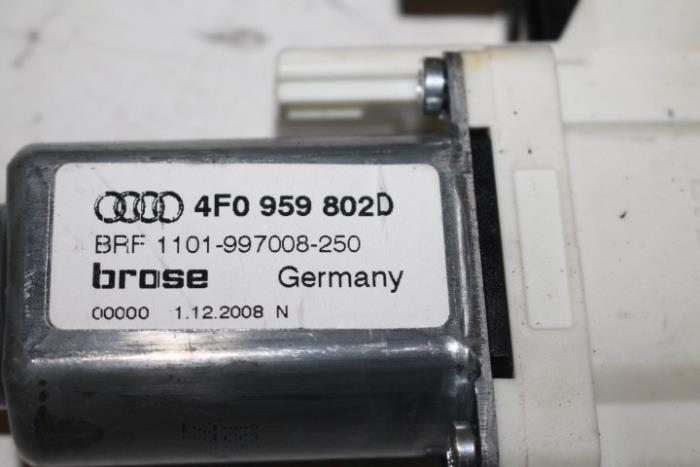 4F0 959 802D
BRF 1101-997008-250
brose Germany
00000 1.12.2008 N